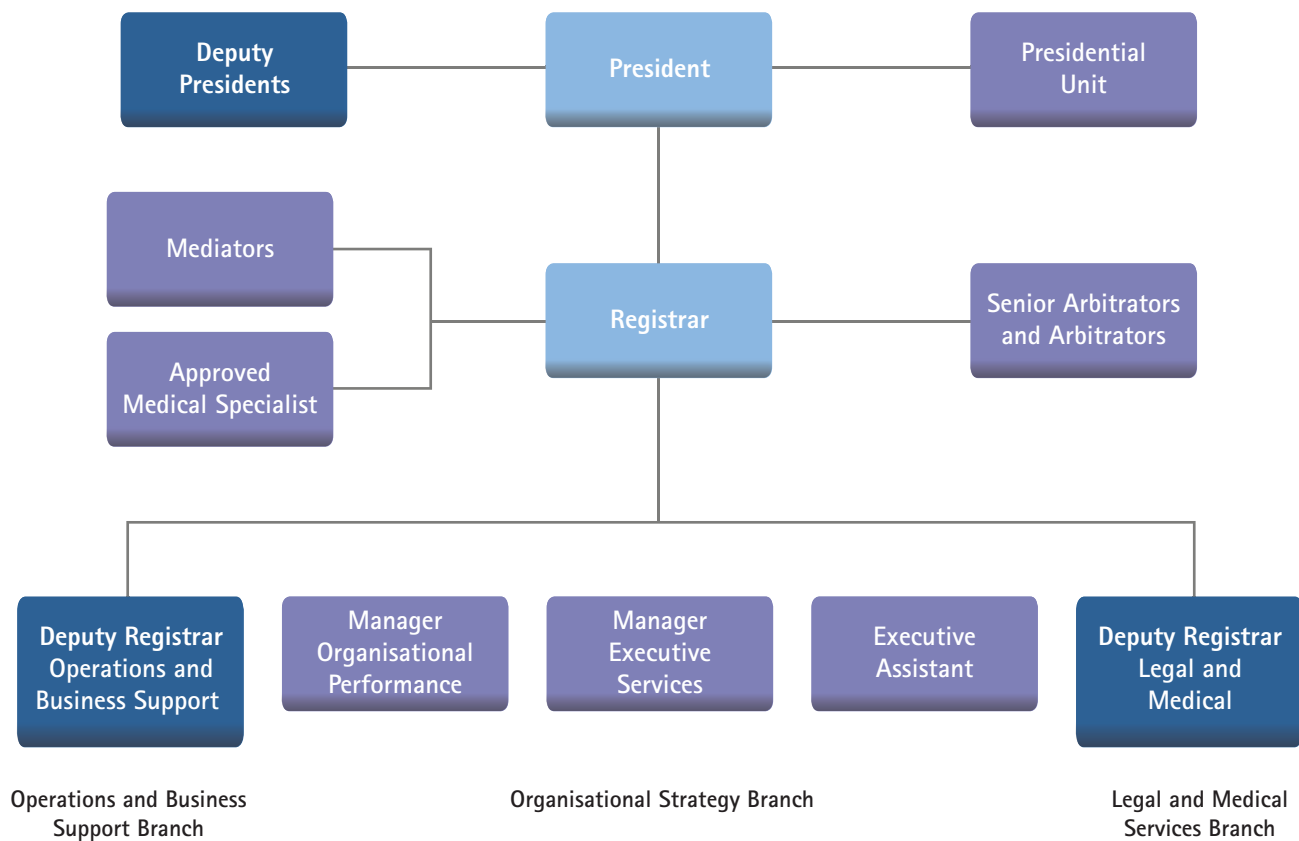 Deputy
Presidents
President
Presidential
Unit
Mediators
Approved
Medical Specialist
Registrar
Senior Arbitrators
and Arbitrators
Deputy Registrar
Operations and
Business Support
Manager
Organisational
Performance
Manager
Executive
Services
Executive
Assistant
Deputy Registrar
Legal and
Medical
Operations and Business
Support Branch
Organisational Strategy Branch
Legal and Medical
Services Branch